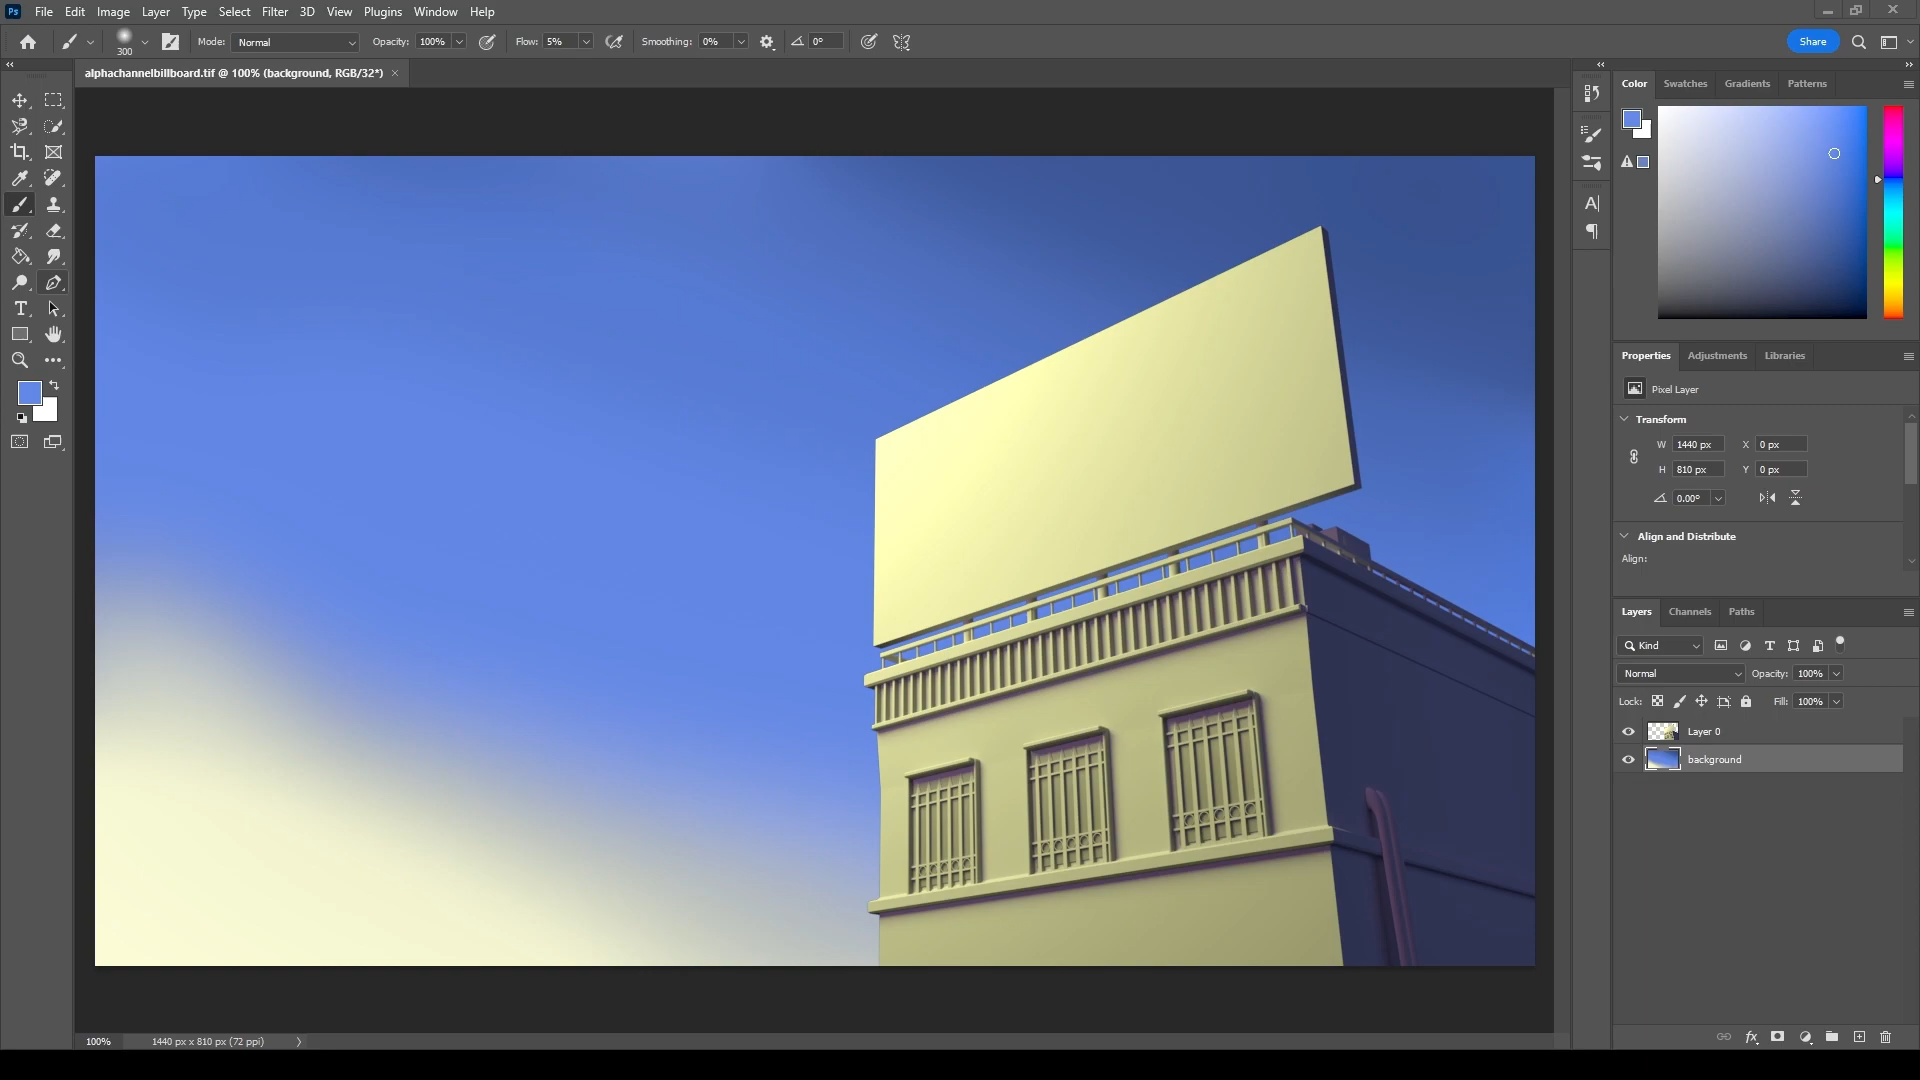 Ps File Edit Image Layer Type Select Filter 3D View Plugins Window Help
300 Mode: Normal Opacity: 100% Flow: 5% Smoothing: 0% 0° Share
alphachannelbillboard.tif @ 100% (background, RGB/32*) ×
Color Swatches Gradients Patterns
Properties Adjustments Libraries
Pixel Layer
Transform
W 1440 px X 0 px
H 810 px Y 0 px
0.00°
Align and Distribute
Align:
Layers Channels Paths
Kind
Normal Opacity: 100%
Lock: Fill: 100%
Layer 0
background
fx
100% 1440 px x 810 px (72 ppi)